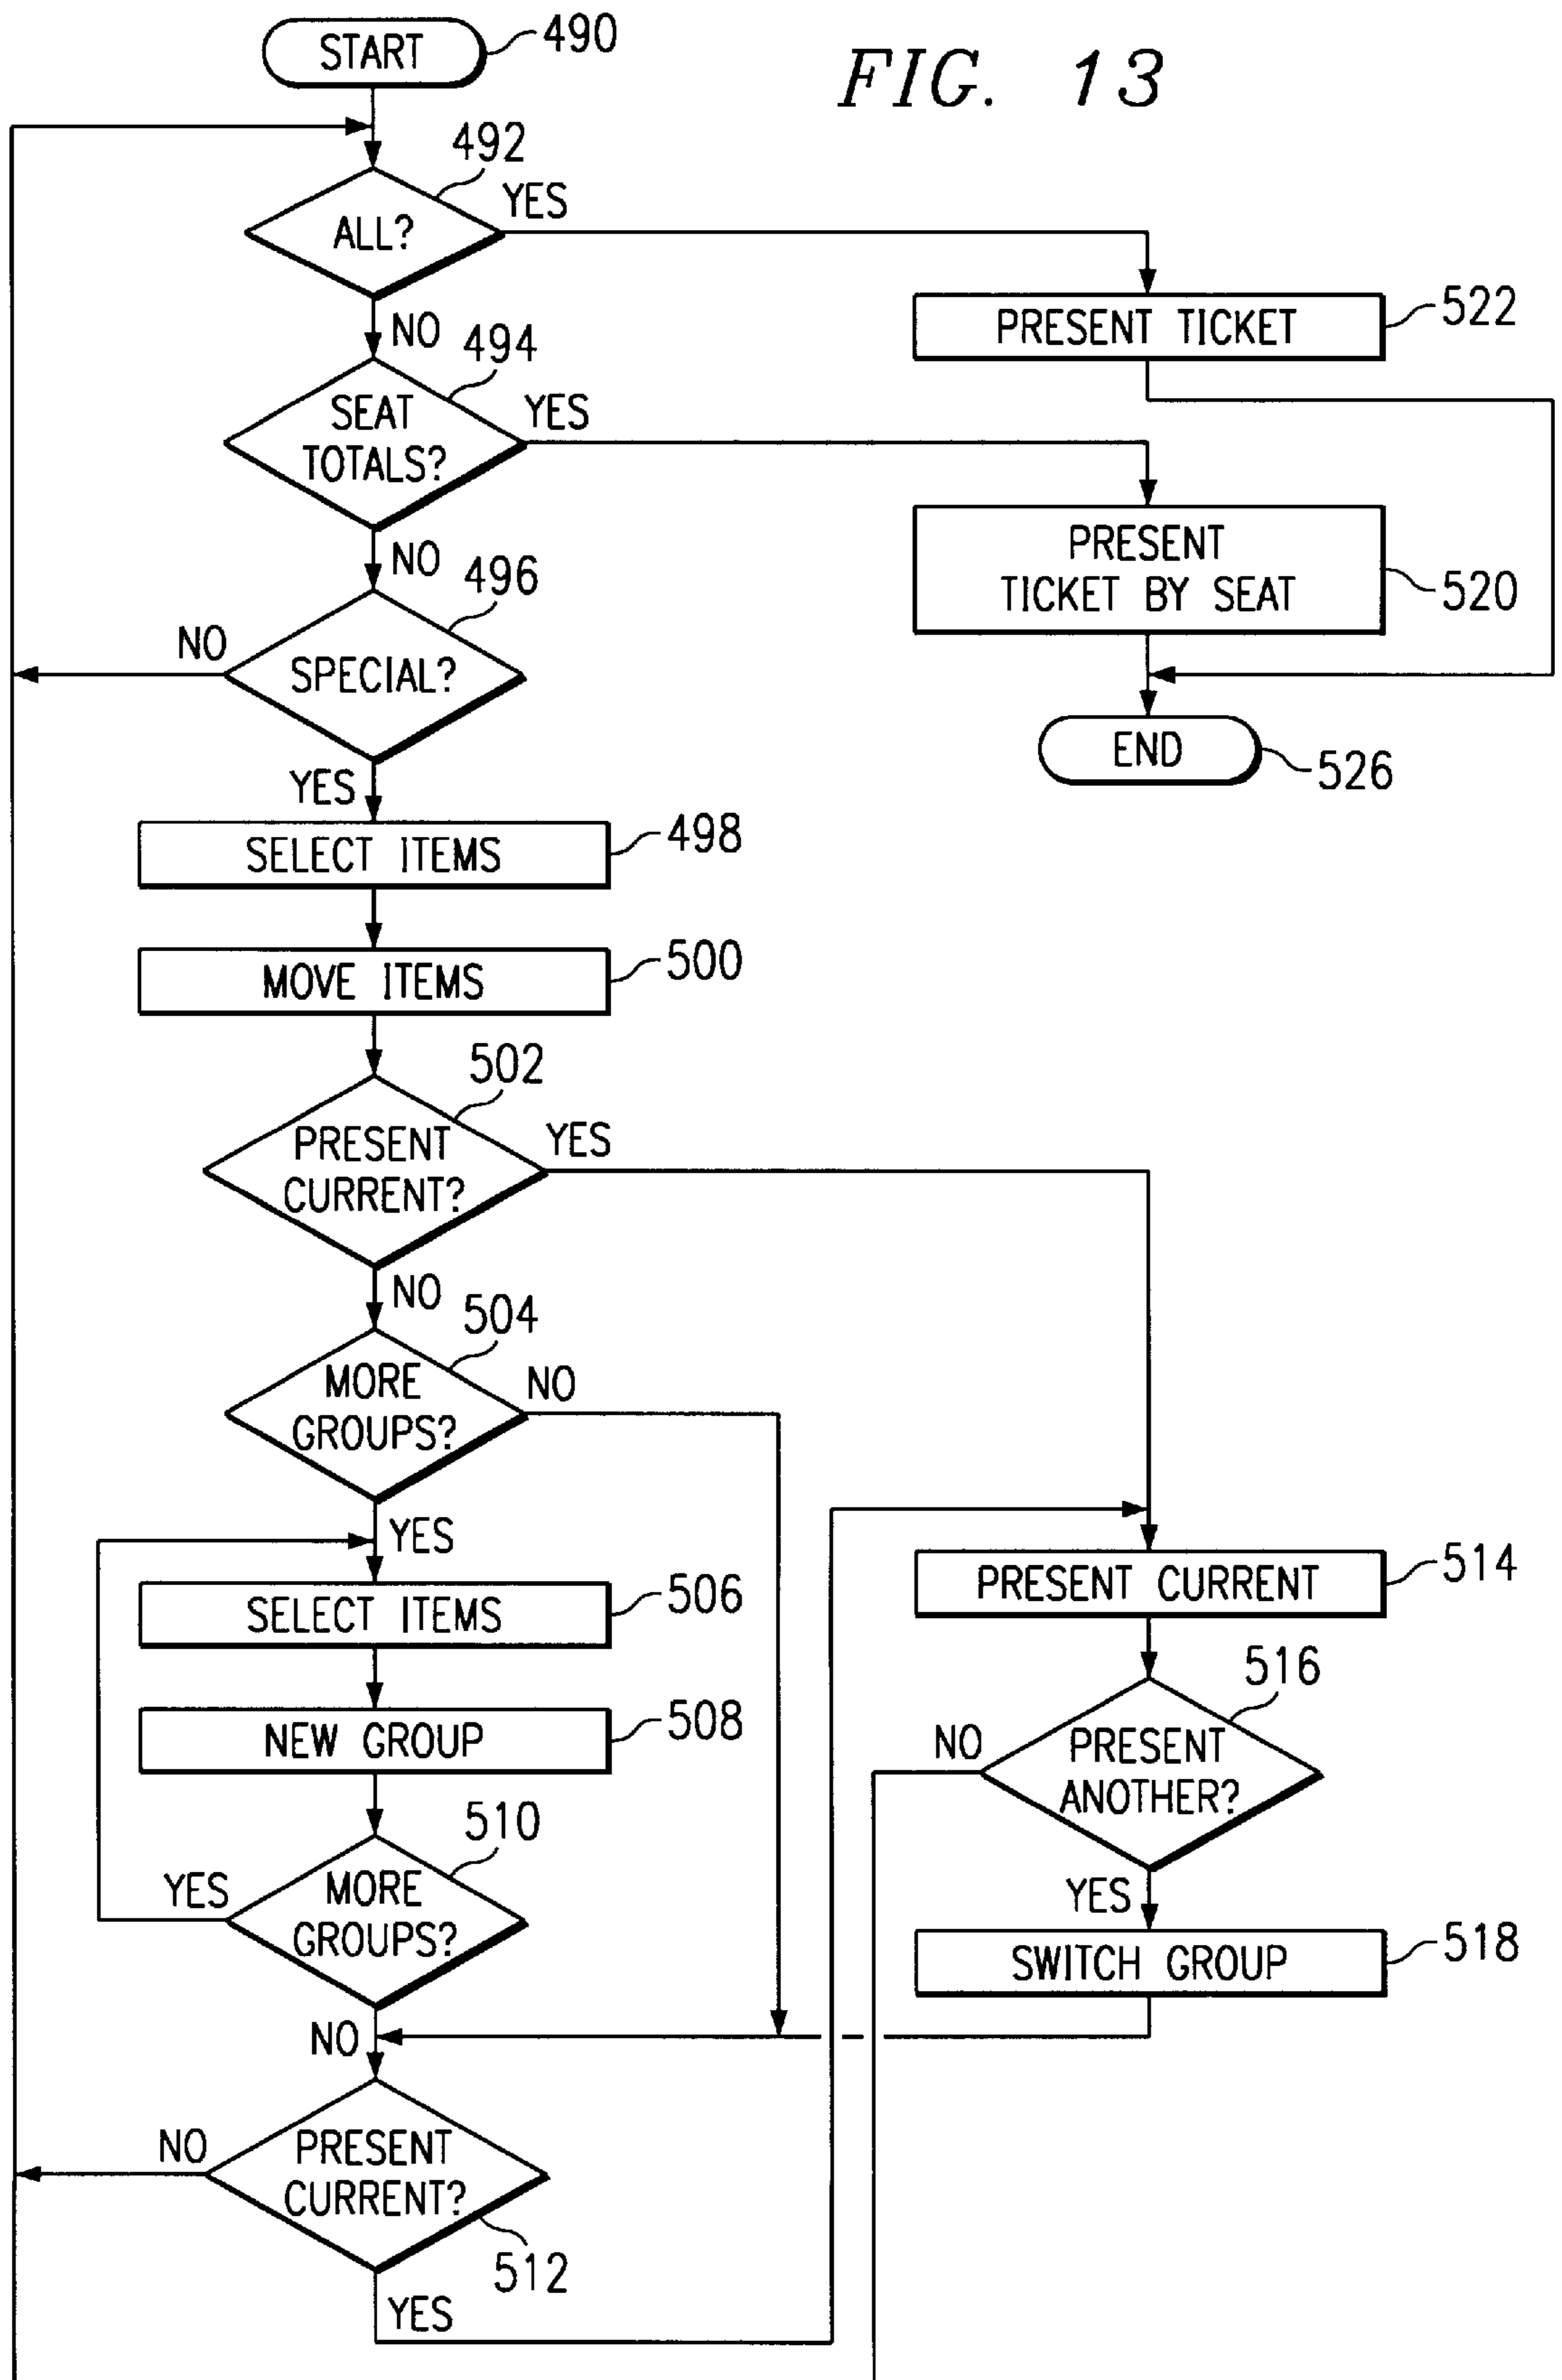 FIG. 13
START
490
492
ALL?
YES
NO
PRESENT TICKET
522
494
SEAT
TOTALS?
YES
NO
PRESENT
TICKET BY SEAT
520
496
SPECIAL?
NO
YES
END
526
SELECT ITEMS
498
MOVE ITEMS
500
502
PRESENT
CURRENT?
YES
NO
504
MORE
GROUPS?
NO
YES
SELECT ITEMS
506
PRESENT CURRENT
514
NEW GROUP
508
516
PRESENT
ANOTHER?
NO
YES
510
MORE
GROUPS?
YES
NO
SWITCH GROUP
518
PRESENT
CURRENT?
NO
512
YES